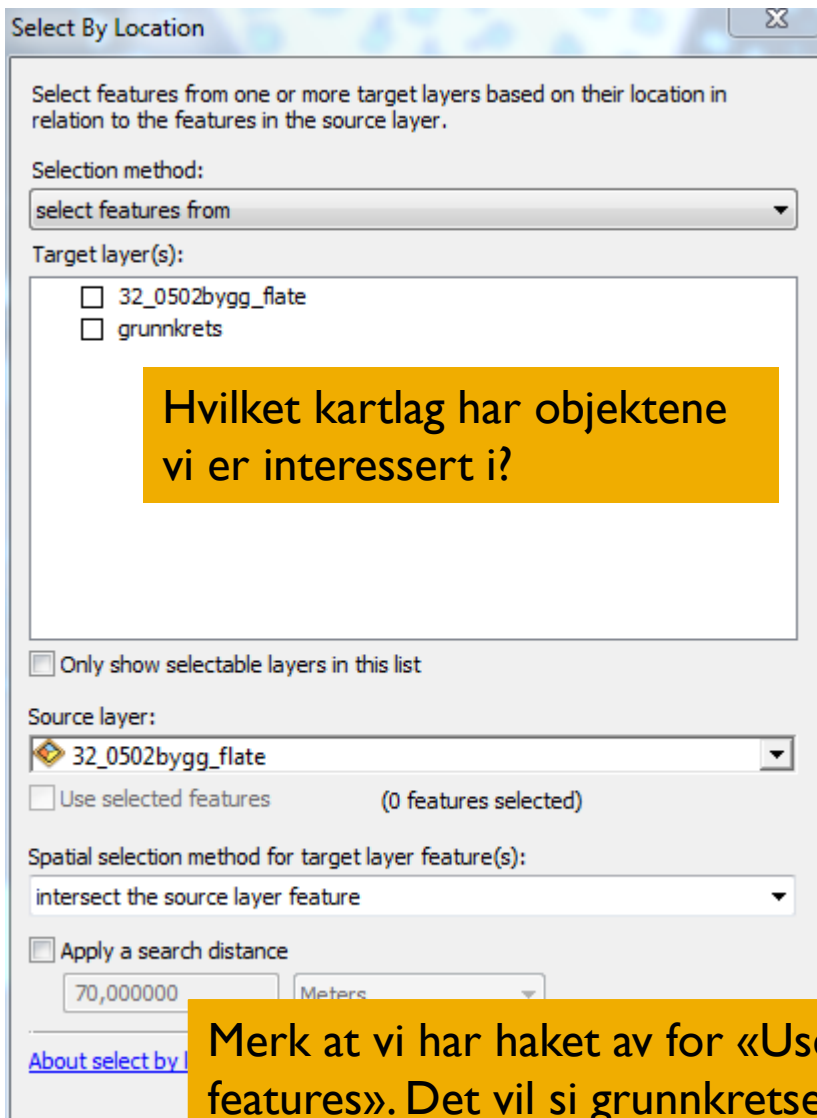 Select By Location
Select features from one or more target layers based on their location in
relation to the features in the source layer.
Selection method:
select features from
Target layer(s):
32_0502bygg_flate
grunnkrets
Hvilket kartlag har objektene
vi er interessert i?
Only show selectable layers in this list
Source layer:
32_0502bygg_flate
Use selected features (0 features selected)
Spatial selection method for target layer feature(s):
intersect the source layer feature
Apply a search distance
70,000000 Meters
About select by
Merk at vi har haket av for «Use
features». Det vil si grunnkretse